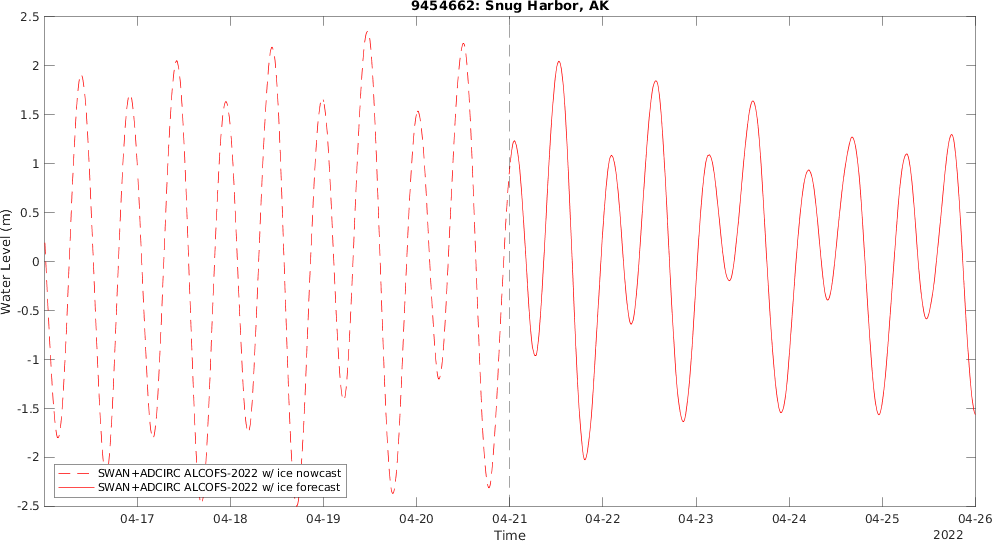 9454662: Snug Harbor, AK
2.5
2
1.5
1
0.5
0
-0.5
-1
-1.5
-2
-2.5
Water Level (m)
SWAN+ADCIRC ALCOFS-2022 w/ ice nowcast
SWAN+ADCIRC ALCOFS-2022 w/ ice forecast
04-17 04-18 04-19 04-20 04-21 04-22 04-23 04-24 04-26 04-25 04-26
Time
2022